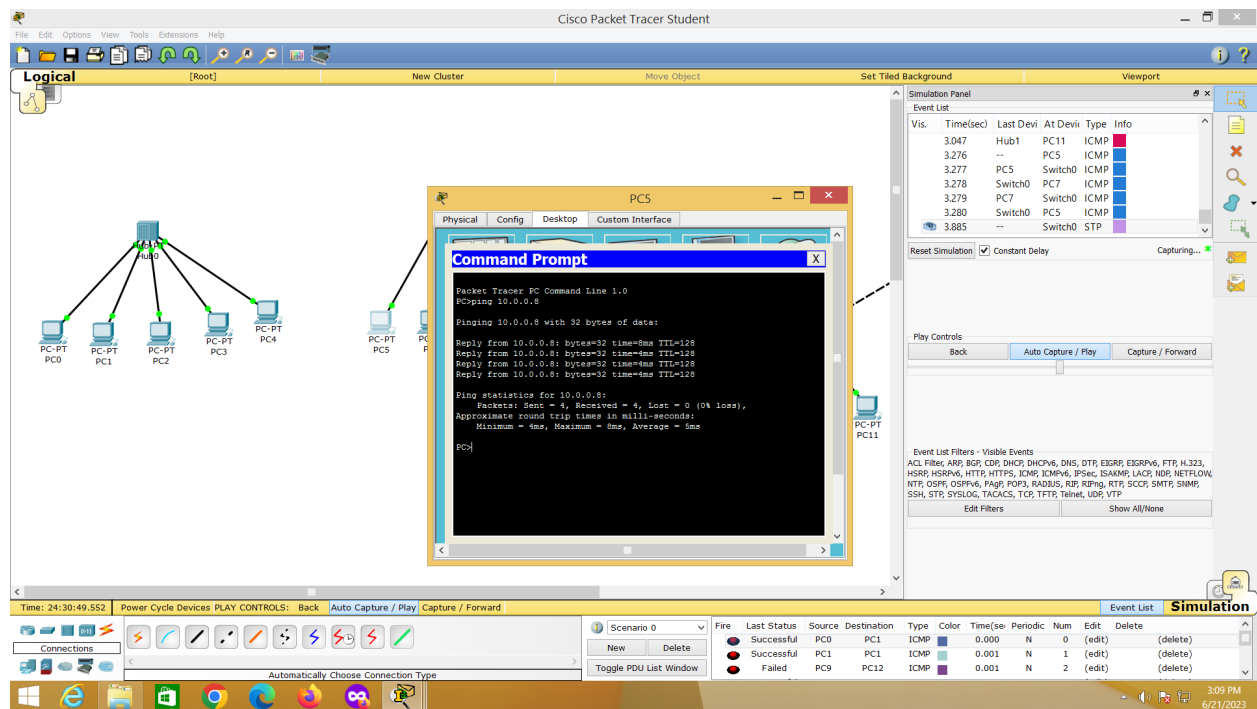 Cisco Packet Tracer Student
File Edit Options View Tools Extensions Help
Logical [Root] New Cluster Move Object Set Tiled Background Viewport
Simulation Panel
Event List
Vis. Time(sec) Last Devi At Devic Type Info
3.047 Hub1 PC11 ICMP
3.276 -- PC5 ICMP
3.277 PC5 Switch0 ICMP
3.278 Switch0 PC7 ICMP
3.279 PC7 Switch0 ICMP
3.280 Switch0 PC5 ICMP
3.885 -- Switch0 STP
Reset Simulation Constant Delay Capturing...
Play Controls
Back Auto Capture / Play Capture / Forward
Event List Filters - Visible Events
ACL Filter, ARP, BGP, CDP, DHCP, DHCPv6, DNS, DTP, EIGRP, EIGRPv6, FTP, H.323,
HSRP, HSRPv6, HTTP, HTTPS, ICMP, ICMPv6, IPSec, ISAKMP, LACP, NDP, NETFLOW,
NTP, OSPF, OSPFv6, PAgP, POP3, RADIUS, RIP, RIPng, RTP, SCCP, SMTP, SNMP,
SSH, STP, SYSLOG, TACACS, TCP, TFTP, Telnet, UDP, VTP
Edit Filters Show All/None
Hub0
PC-PT
PC0
PC-PT
PC1
PC-PT
PC2
PC-PT
PC3
PC-PT
PC4
PC-PT
PC5
PC-PT
PC11
PC5
Physical Config Desktop Custom Interface
Command Prompt X
Packet Tracer PC Command Line 1.0
PC>ping 10.0.0.8
Pinging 10.0.0.8 with 32 bytes of data:
Reply from 10.0.0.8: bytes=32 time=8ms TTL=128
Reply from 10.0.0.8: bytes=32 time=4ms TTL=128
Reply from 10.0.0.8: bytes=32 time=4ms TTL=128
Reply from 10.0.0.8: bytes=32 time=4ms TTL=128
Ping statistics for 10.0.0.8:
Packets: Sent = 4, Received = 4, Lost = 0 (0% loss),
Approximate round trip times in milli-seconds:
Minimum = 4ms, Maximum = 8ms, Average = 5ms
PC>
Time: 24:30:49.552 Power Cycle Devices PLAY CONTROLS: Back Auto Capture / Play Capture / Forward Event List Simulation
Connections
Automatically Choose Connection Type
Scenario 0
New Delete
Toggle PDU List Window
Fire Last Status Source Destination Type Color Time(se Periodic Num Edit Delete
Successful PC0 PC1 ICMP 0.000 N 0 (edit) (delete)
Successful PC1 PC1 ICMP 0.001 N 1 (edit) (delete)
Failed PC9 PC12 ICMP 0.001 N 2 (edit) (delete)
3:09 PM
6/21/2023